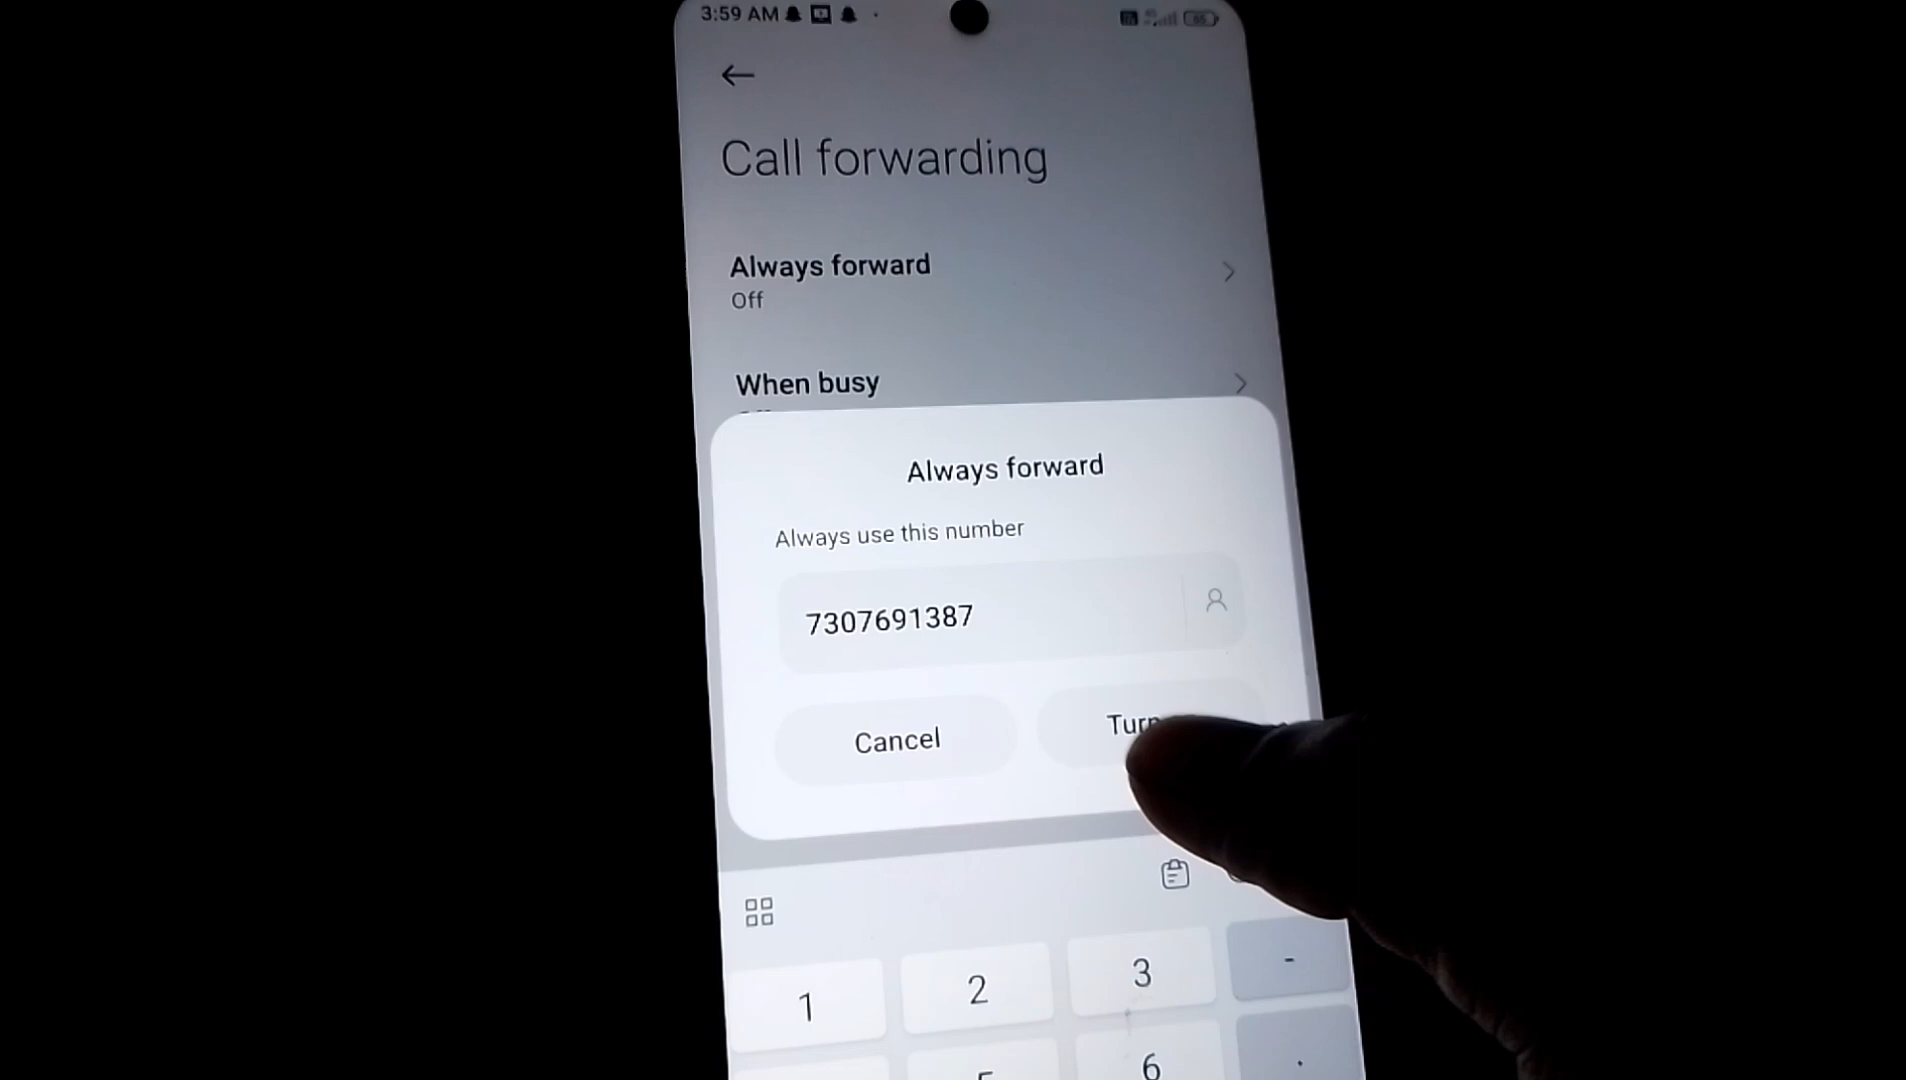 3:59 AM
Call forwarding
Always forward
Off
When busy
Always forward
Always use this number
7307691387
Cancel
1
2
3
-
6
.